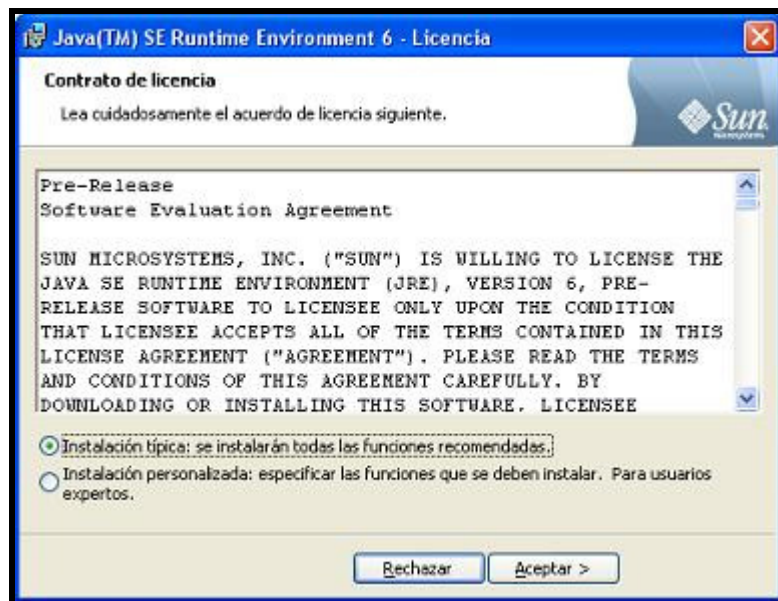 Java(TM) SE Runtime Environment 6 - Licencia
Contrato de licencia
Lea cuidadosamente el acuerdo de licencia siguiente.
Sun
microsystems
Pre-Release
Software Evaluation Agreement
SUN MICROSYSTEMS, INC. ("SUN") IS WILLING TO LICENSE THE
JAVA SE RUNTIME ENVIRONMENT (JRE), VERSION 6, PRE-
RELEASE SOFTWARE TO LICENSEE ONLY UPON THE CONDITION
THAT LICENSEE ACCEPTS ALL OF THE TERMS CONTAINED IN THIS
LICENSE AGREEMENT ("AGREEMENT"). PLEASE READ THE TERMS
AND CONDITIONS OF THIS AGREEMENT CAREFULLY. BY
DOWNLOADING OR INSTALLING THIS SOFTWARE, LICENSEE
Instalación típica: se instalarán todas las funciones recomendadas.
Instalación personalizada: especificar las funciones que se deben instalar. Para usuarios
expertos.
Rechazar
Aceptar >